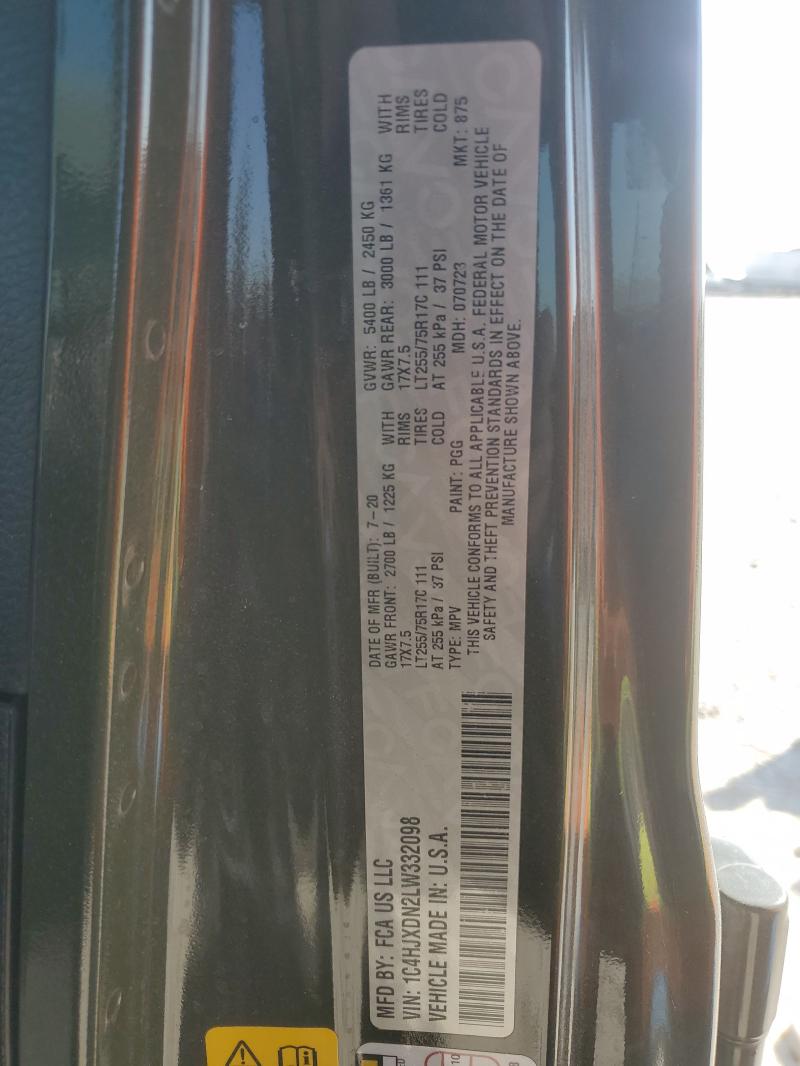 MFD BY: FCA US LLC
VIN: 1C4HJXDN2LW332098
VEHICLE MADE IN: U.S.A.
DATE OF MFR (BUILT): 7-20 GVWR: 5400 LB / 2450 KG
GAWR FRONT: 2700 LB / 1225 KG WITH GAWR REAR: 3000 LB / 1361 KG WITH
17X7.5 RIMS 17X7.5 RIMS
LT255/75R17C 111 TIRES LT255/75R17C 111 TIRES
AT 255 kPa / 37 PSI COLD AT 255 kPa / 37 PSI COLD
TYPE: MPV PAINT: PGG MDH: 070723 MKT: 875
THIS VEHICLE CONFORMS TO ALL APPLICABLE U.S.A. FEDERAL MOTOR VEHICLE
SAFETY AND THEFT PREVENTION STANDARDS IN EFFECT ON THE DATE OF
MANUFACTURE SHOWN ABOVE.
10